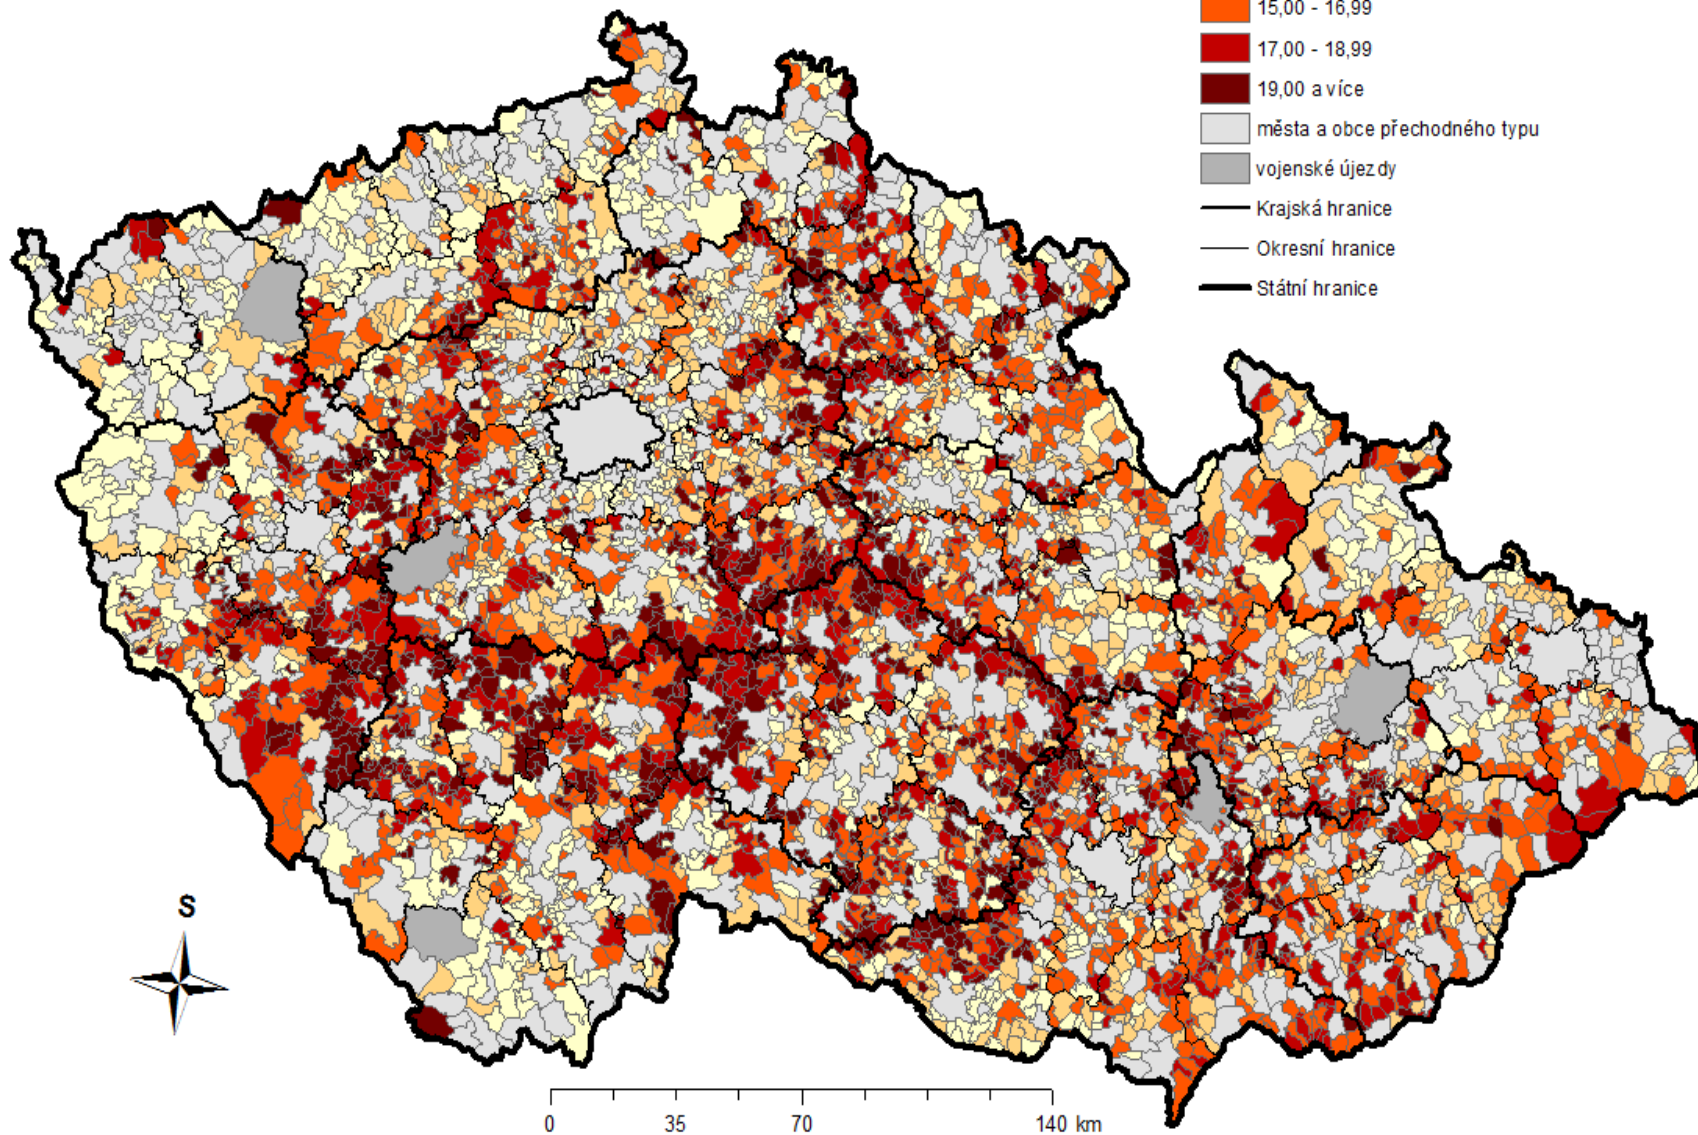 15,00 - 16,99
17,00 - 18,99
19,00 a více
města a obce přechodného typu
vojenské újezdy
Krajská hranice
Okresní hranice
Státní hranice
S
0 35 70 140 km